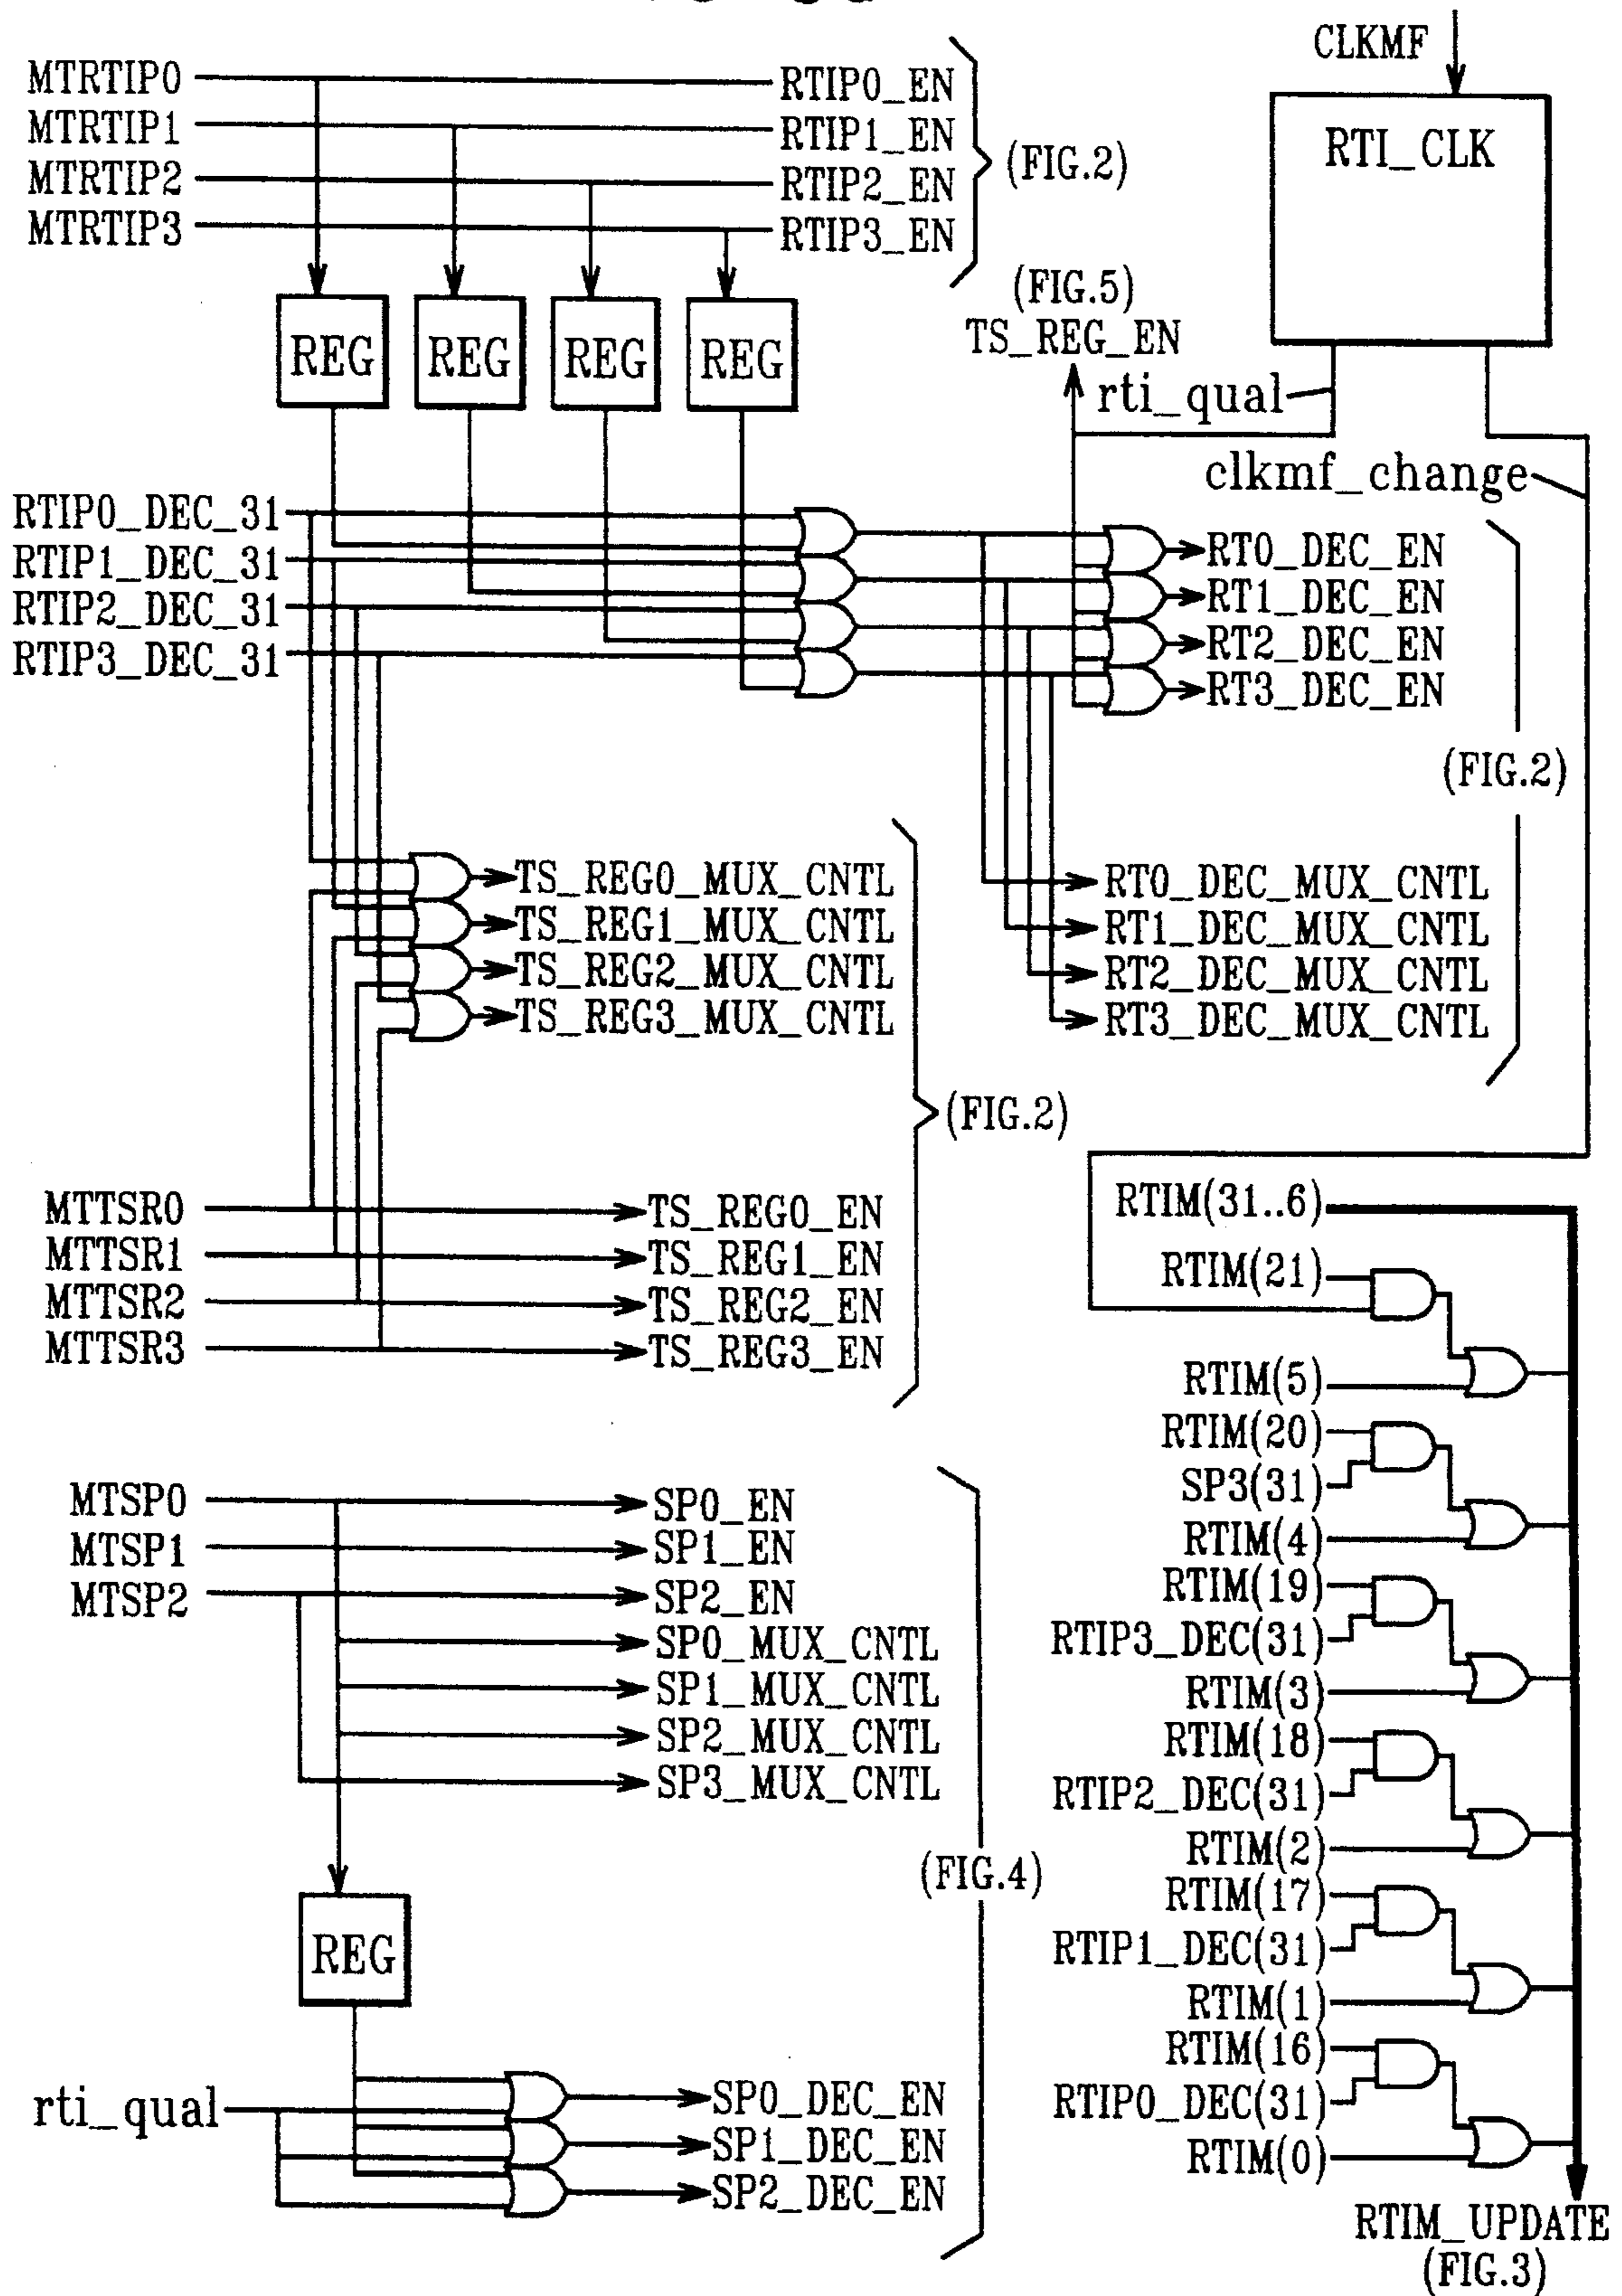 CLKMF
MTRTIP0
RTIP0_EN
MTRTIP1
RTIP1_EN
MTRTIP2
RTIP2_EN
MTRTIP3
RTIP3_EN
(FIG.2)
RTI_CLK
REG
REG
REG
REG
(FIG.5)
TS_REG_EN
rti_qual
clkmf_change
RTIP0_DEC_31
RTIP1_DEC_31
RTIP2_DEC_31
RTIP3_DEC_31
RT0_DEC_EN
RT1_DEC_EN
RT2_DEC_EN
RT3_DEC_EN
(FIG.2)
TS_REG0_MUX_CNTL
TS_REG1_MUX_CNTL
TS_REG2_MUX_CNTL
TS_REG3_MUX_CNTL
RT0_DEC_MUX_CNTL
RT1_DEC_MUX_CNTL
RT2_DEC_MUX_CNTL
RT3_DEC_MUX_CNTL
(FIG.2)
MTTSR0
TS_REG0_EN
MTTSR1
TS_REG1_EN
MTTSR2
TS_REG2_EN
MTTSR3
TS_REG3_EN
MTSP0
SP0_EN
MTSP1
SP1_EN
MTSP2
SP2_EN
SP0_MUX_CNTL
SP1_MUX_CNTL
SP2_MUX_CNTL
SP3_MUX_CNTL
(FIG.4)
REG
rti_qual
SP0_DEC_EN
SP1_DEC_EN
SP2_DEC_EN
RTIM(31..6)
RTIM(21)
RTIM(5)
RTIM(20)
SP3(31)
RTIM(4)
RTIM(19)
RTIP3_DEC(31)
RTIM(3)
RTIM(18)
RTIP2_DEC(31)
RTIM(2)
RTIM(17)
RTIP1_DEC(31)
RTIM(1)
RTIM(16)
RTIP0_DEC(31)
RTIM(0)
RTIM_UPDATE
(FIG.3)